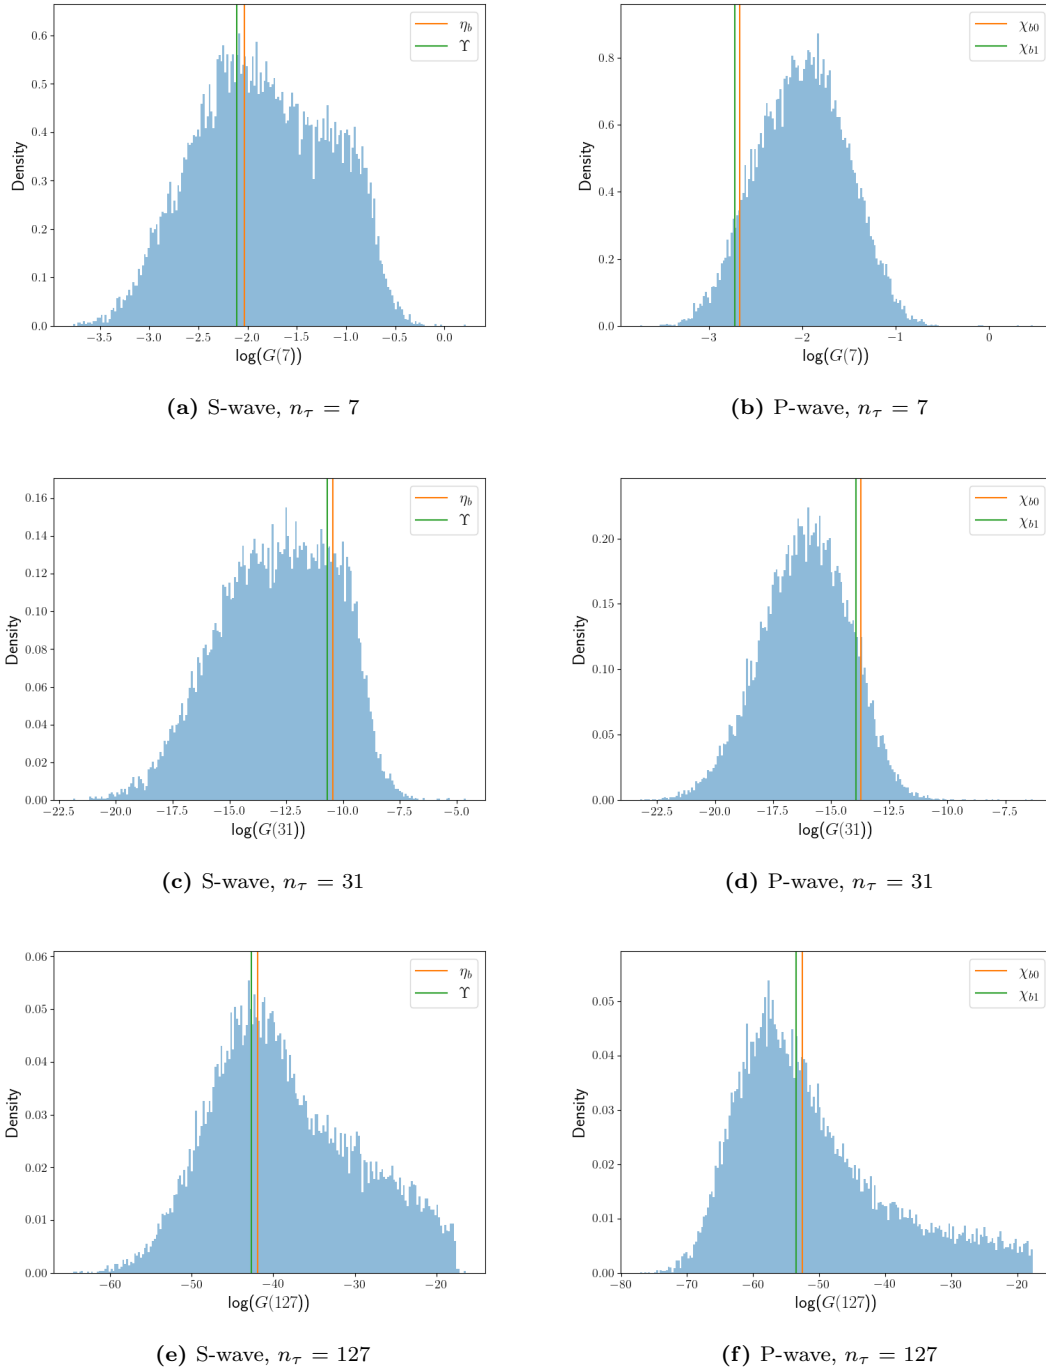 η_b
Υ
Density
0.0
0.1
0.2
0.3
0.4
0.5
0.6
−3.5 −3.0 −2.5 −2.0 −1.5 −1.0 −0.5 0.0
log(G(7))
(a) S-wave, n_τ = 7
χ_b0
χ_b1
Density
0.0
0.2
0.4
0.6
0.8
−3 −2 −1 0
log(G(7))
(b) P-wave, n_τ = 7
η_b
Υ
Density
0.00
0.02
0.04
0.06
0.08
0.10
0.12
0.14
0.16
−22.5 −20.0 −17.5 −15.0 −12.5 −10.0 −7.5 −5.0
log(G(31))
(c) S-wave, n_τ = 31
χ_b0
χ_b1
Density
0.00
0.05
0.10
0.15
0.20
−22.5 −20.0 −17.5 −15.0 −12.5 −10.0 −7.5
log(G(31))
(d) P-wave, n_τ = 31
η_b
Υ
Density
0.00
0.01
0.02
0.03
0.04
0.05
0.06
−60 −50 −40 −30 −20
log(G(127))
(e) S-wave, n_τ = 127
χ_b0
χ_b1
Density
0.00
0.01
0.02
0.03
0.04
0.05
−80 −70 −60 −50 −40 −30 −20
log(G(127))
(f) P-wave, n_τ = 127